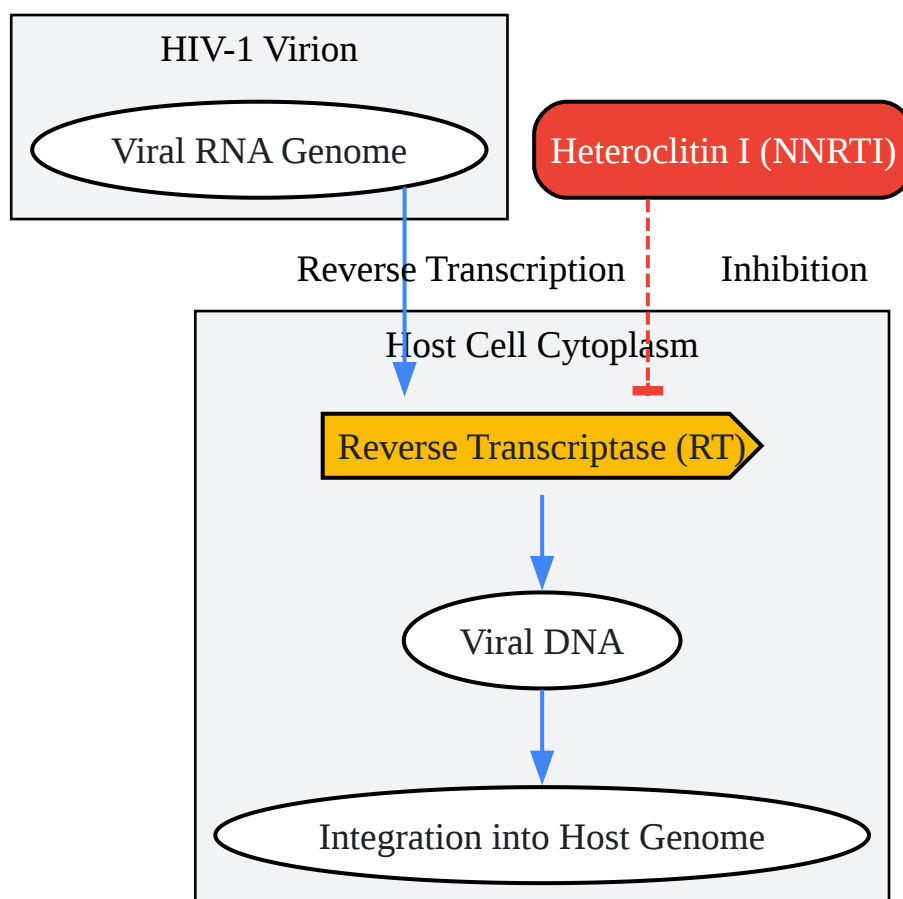 HIV-1 Virion
Viral RNA Genome
Heteroclitin I (NNRTI)
Reverse Transcription
Inhibition
Host Cell Cytoplasm
Reverse Transcriptase (RT)
Viral DNA
Integration into Host Genome